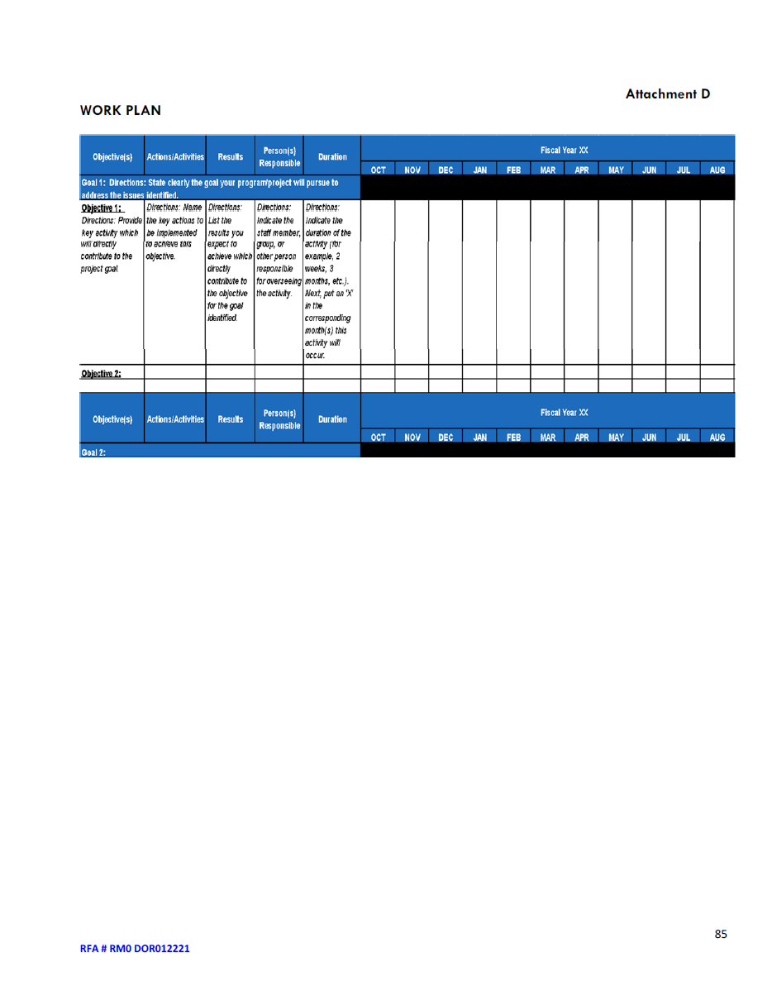 Attachment D
WORK PLAN
Objective(s) Actions/Activities Results Person(s) Responsible Duration Fiscal Year XX
OCT NOV DEC JAN FEB MAR APR MAY JUN JUL AUG
Goal 1: Directions: State clearly the goal your program/project will pursue to
address the issues identified.
Objective 1:
Directions: Provide
key activity which
will directly
contribute to the
project goal.
Directions: Name
the key actions to
be implemented
to achieve this
objective.
Directions:
List the
results you
expect to
achieve which
directly
contribute to
the objective
for the goal
identified.
Directions:
Indicate the
staff member,
group, or
other person
responsible
for overseeing
the activity.
Directions:
Indicate the
duration of the
activity (for
example, 2
weeks, 3
months, etc.).
Next, put an 'X'
in the
corresponding
month(s) this
activity will
occur.
Objective 2:
Objective(s) Actions/Activities Results Person(s) Responsible Duration Fiscal Year XX
OCT NOV DEC JAN FEB MAR APR MAY JUN JUL AUG
Goal 2:
85
RFA # RM0 DOR012221